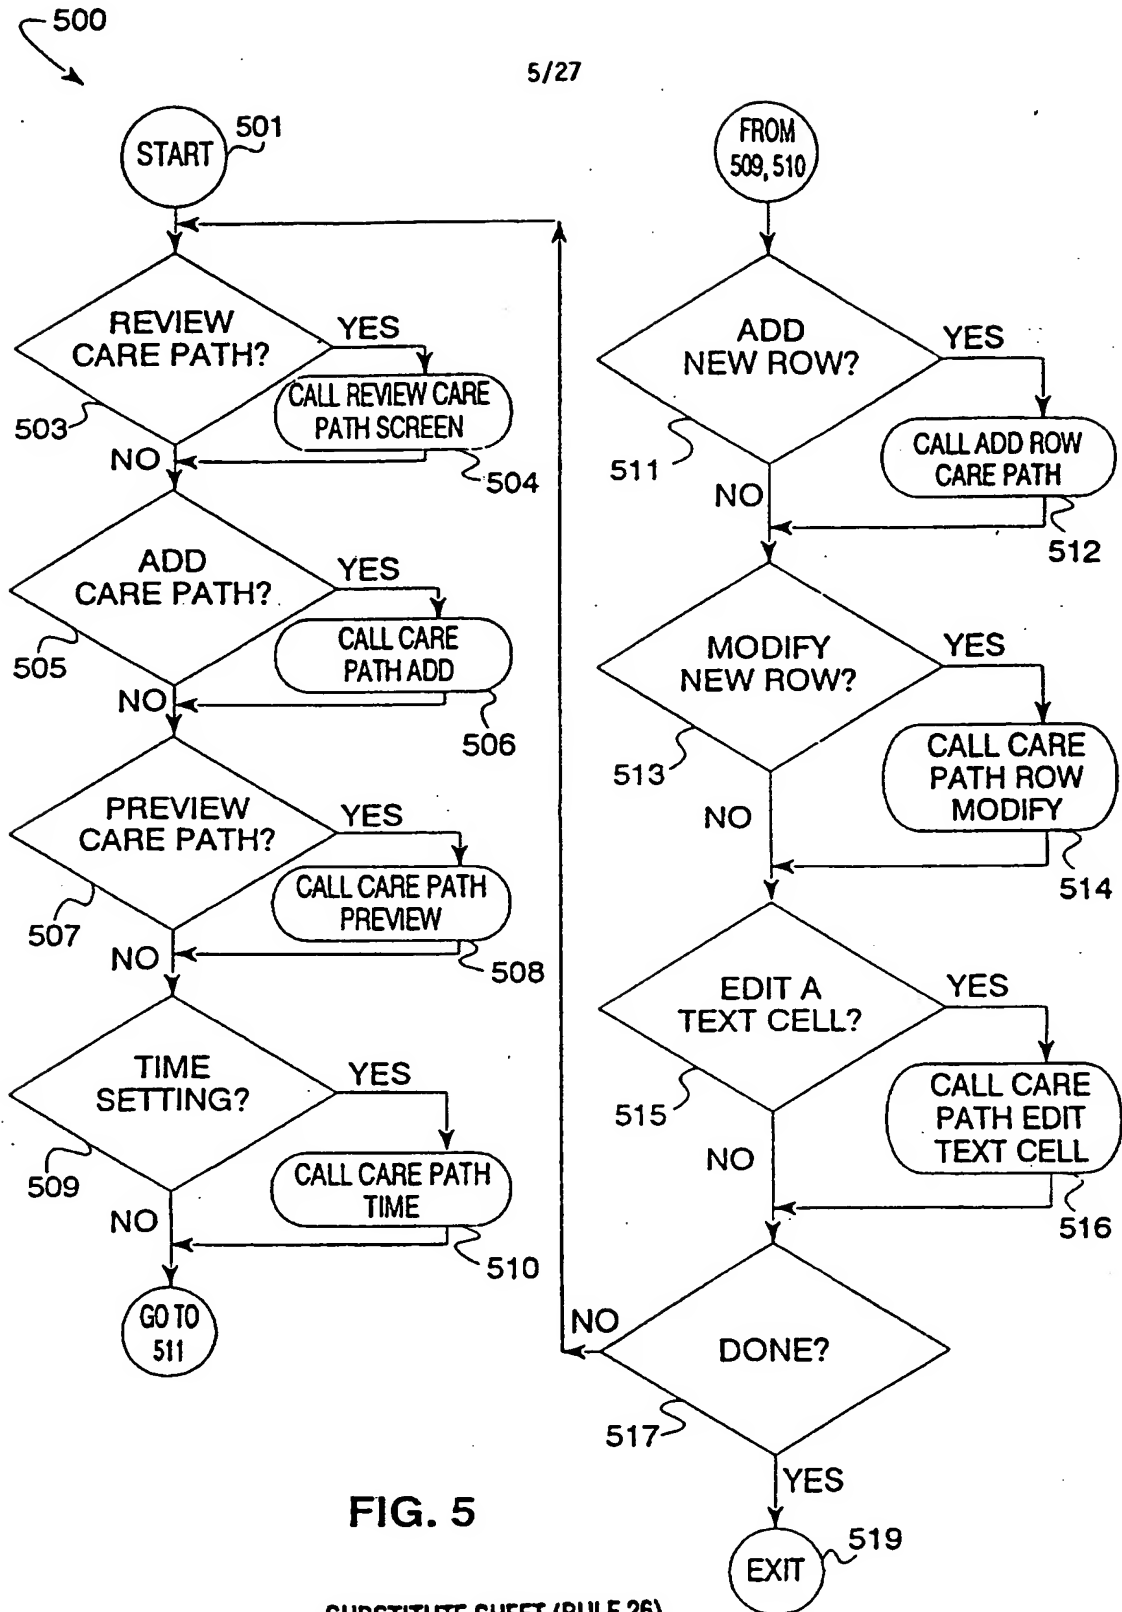 500
5/27
START
501
REVIEW
CARE PATH?
YES
503
CALL REVIEW CARE
PATH SCREEN
NO
504
ADD
CARE PATH?
YES
505
CALL CARE
PATH ADD
NO
506
PREVIEW
CARE PATH?
YES
507
CALL CARE PATH
PREVIEW
NO
508
TIME
SETTING?
YES
509
CALL CARE PATH
TIME
NO
510
GO TO
511
FROM
509, 510
ADD
NEW ROW?
YES
511
CALL ADD ROW
CARE PATH
NO
512
MODIFY
NEW ROW?
YES
513
CALL CARE
PATH ROW
MODIFY
NO
514
EDIT A
TEXT CELL?
YES
515
CALL CARE
PATH EDIT
TEXT CELL
NO
516
DONE?
NO
517
YES
EXIT
519
FIG. 5
SUBSTITUTE SHEET (RULE 26)